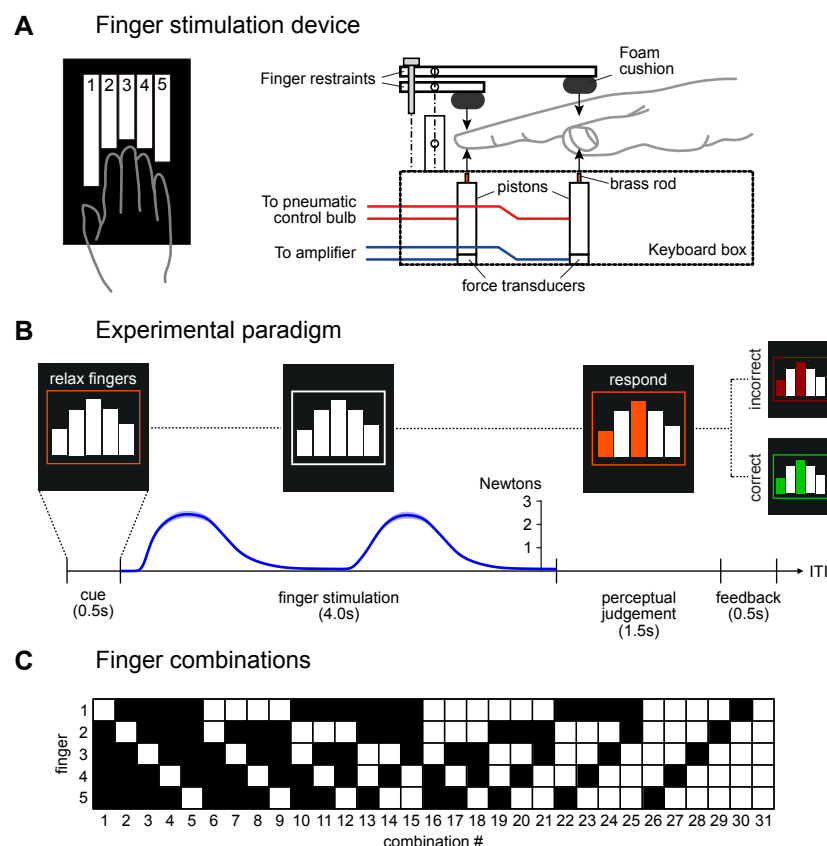 A Finger stimulation device
1 2 3 4 5
Finger restraints
Foam
cushion
pistons
brass rod
To pneumatic
control bulb
To amplifier
Keyboard box
force transducers
B Experimental paradigm
relax fingers
respond
incorrect
correct
Newtons
3
2
1
ITI
cue
(0.5s)
finger stimulation
(4.0s)
perceptual
judgement
(1.5s)
feedback
(0.5s)
C Finger combinations
finger
1
2
3
4
5
1 2 3 4 5 6 7 8 9 10 11 12 13 14 15 16 17 18 19 20 21 22 23 24 25 26 27 28 29 30 31
combination #